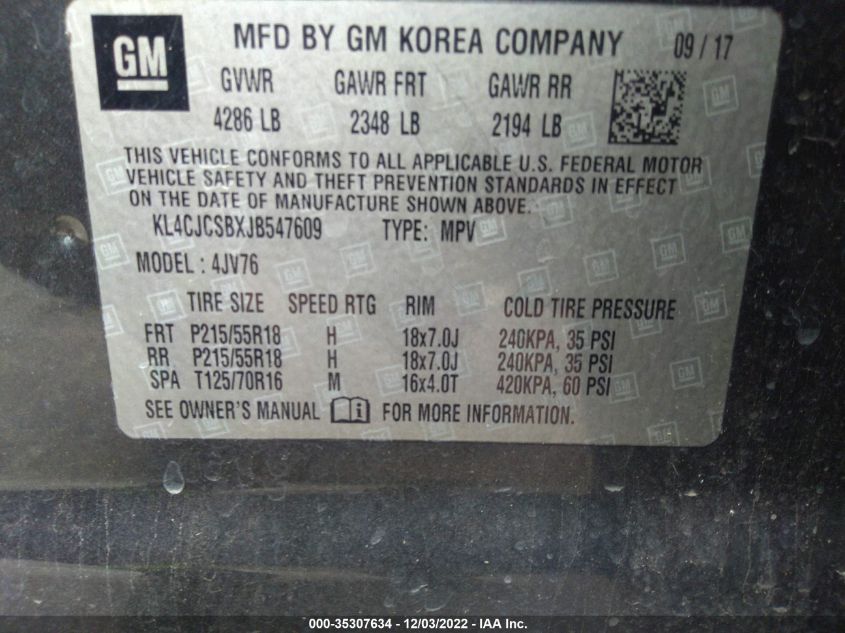 GM
MFD BY GM KOREA COMPANY 09 / 17
GVWR GAWR FRT GAWR RR
4286 LB 2348 LB 2194 LB
THIS VEHICLE CONFORMS TO ALL APPLICABLE U.S. FEDERAL MOTOR
VEHICLE SAFETY AND THEFT PREVENTION STANDARDS IN EFFECT
ON THE DATE OF MANUFACTURE SHOWN ABOVE.
KL4CJCSBXJB547609 TYPE: MPV
MODEL : 4JV76
TIRE SIZE SPEED RTG RIM COLD TIRE PRESSURE
FRT P215/55R18 H 18x7.0J 240KPA, 35 PSI
RR P215/55R18 H 18x7.0J 240KPA, 35 PSI
SPA T125/70R16 M 16x4.0T 420KPA, 60 PSI
SEE OWNER'S MANUAL i FOR MORE INFORMATION.
000-35307634 - 12/03/2022 - IAA Inc.